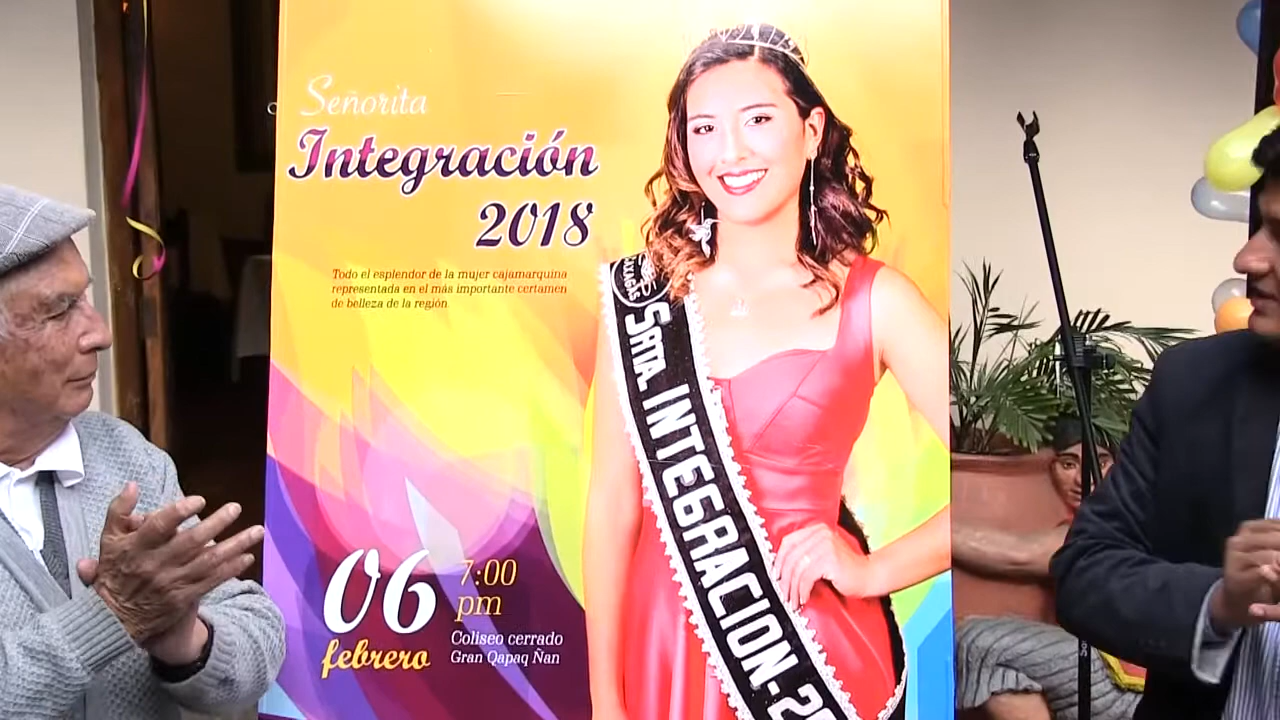 Señorita
Integración
2018
Todo el esplendor de la mujer cajamarquina
representada en el más importante certamen
de belleza de la región
06
febrero
7:00
pm
Coliseo cerrado
Gran Qapaq Ñan
SRTA. INTEGRACION-20